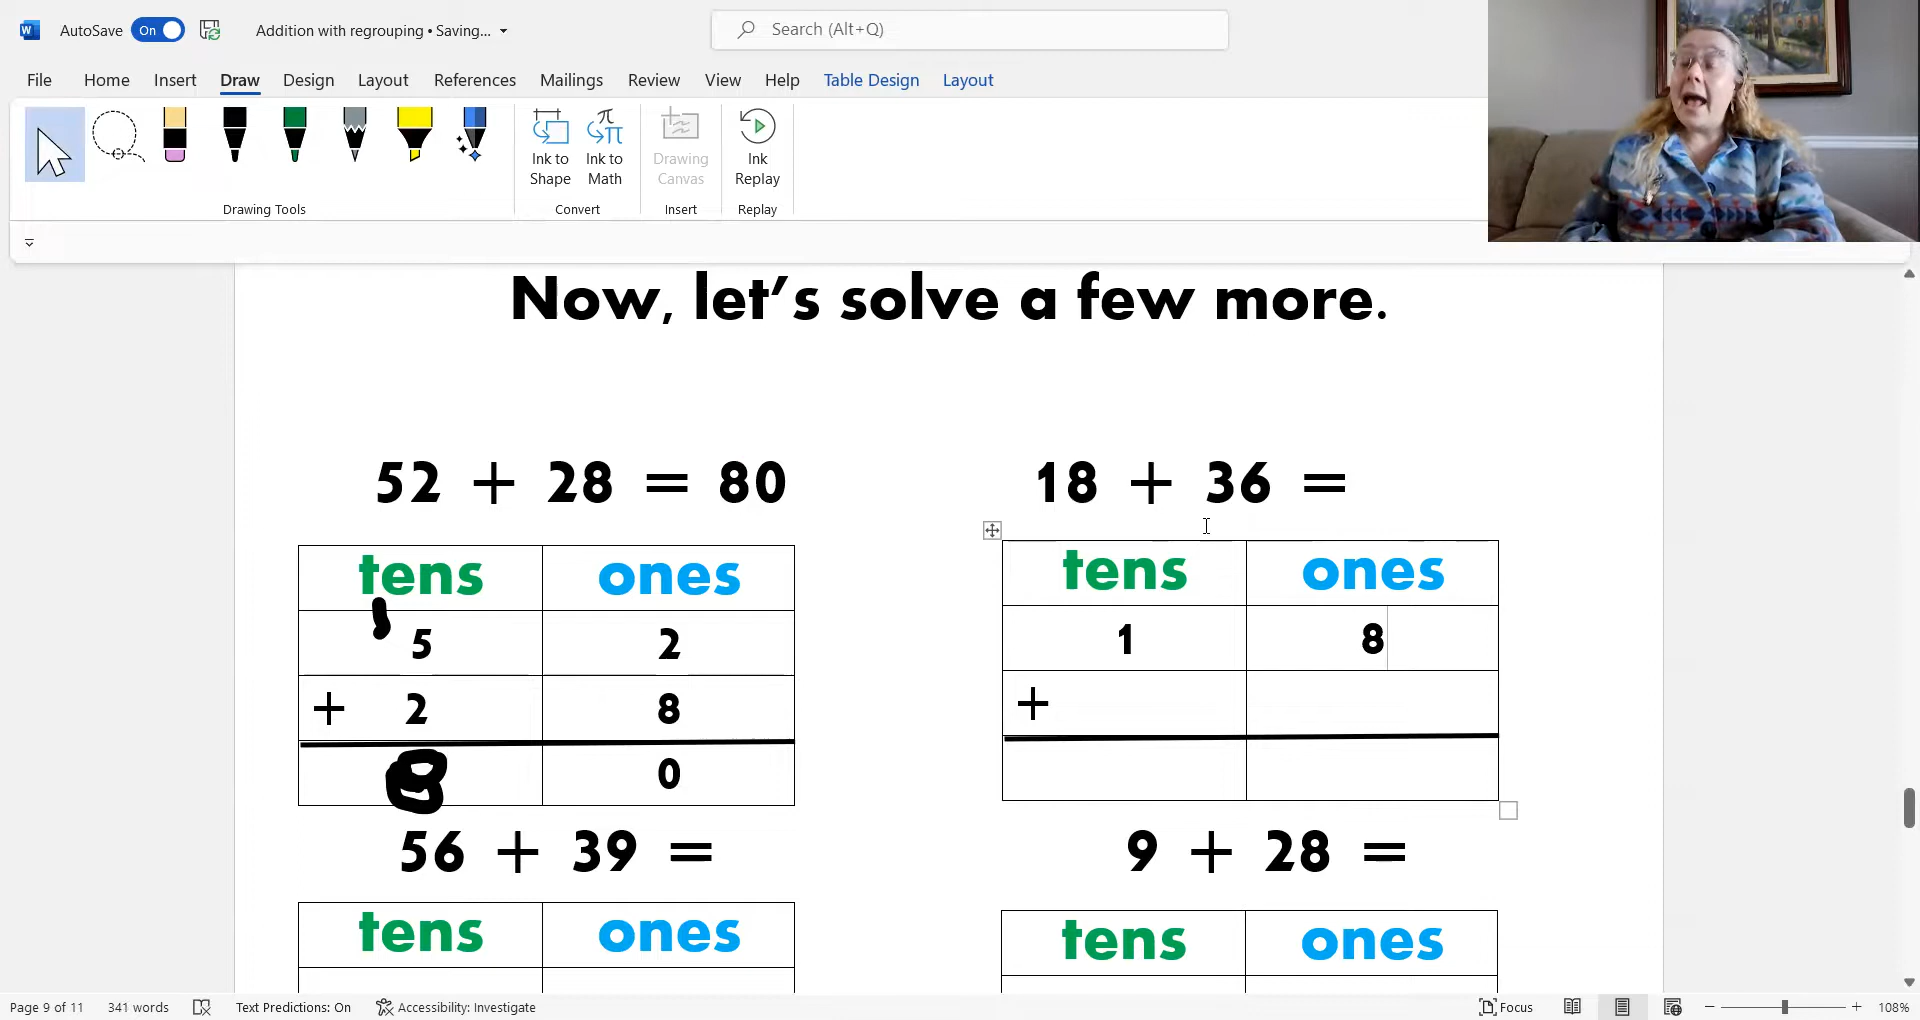 AutoSave On Addition with regrouping • Saving... Search (Alt+Q)
File Home Insert Draw Design Layout References Mailings Review View Help Table Design Layout
Ink to Shape
Ink to Math
Drawing Canvas
Ink Replay
Drawing Tools Convert Insert Replay
Now, let's solve a few more.
52 + 28 = 80
tens ones
1
5 2
+ 2 8
8 0
18 + 36 =
tens ones
1 8
+
56 + 39 =
tens ones
9 + 28 =
tens ones
Page 9 of 11 341 words Text Predictions: On Accessibility: Investigate Focus 108%